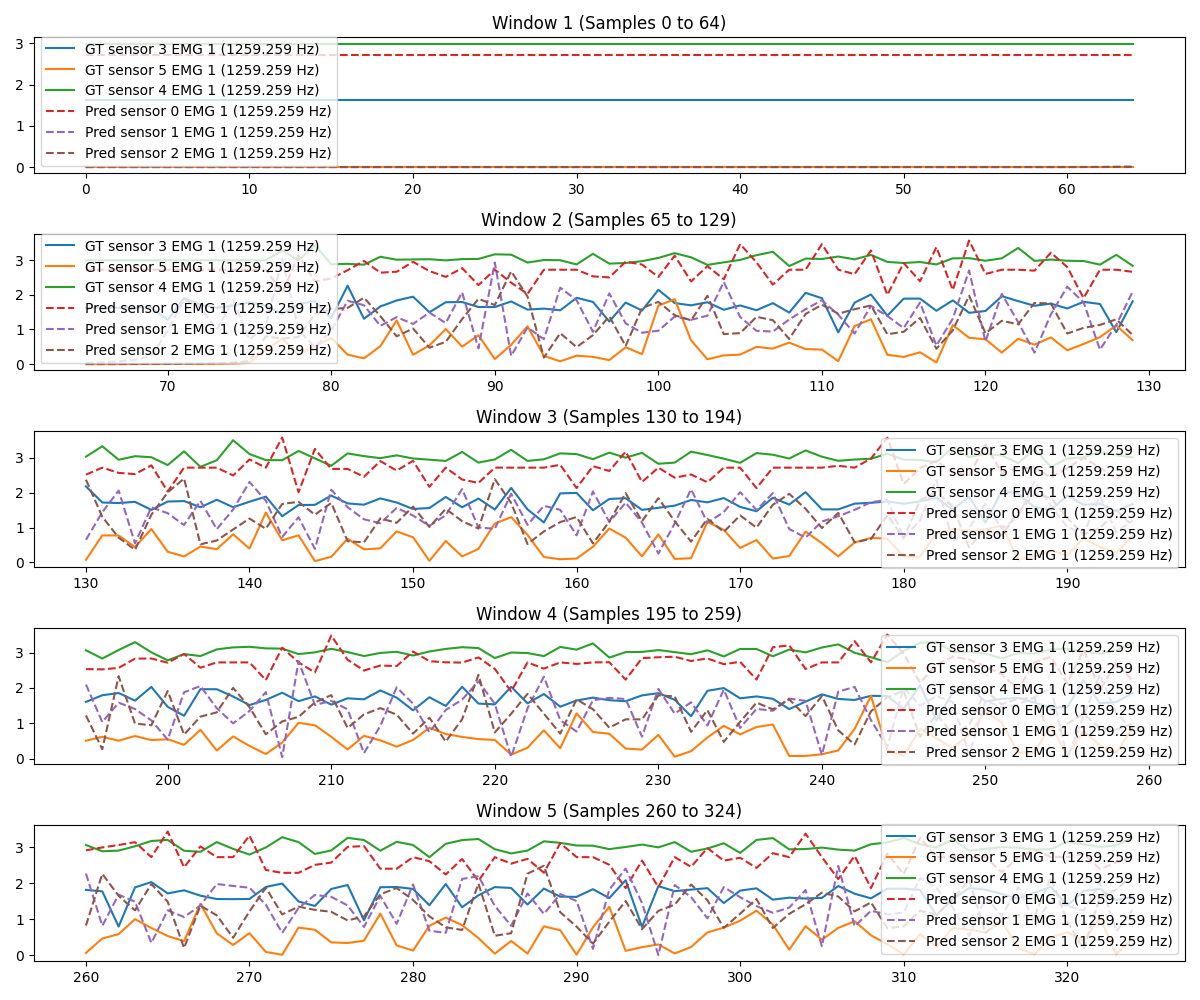 Window 1 (Samples 0 to 64)
3
2
1
0
GT sensor 3 EMG 1 (1259.259 Hz)
GT sensor 5 EMG 1 (1259.259 Hz)
GT sensor 4 EMG 1 (1259.259 Hz)
Pred sensor 0 EMG 1 (1259.259 Hz)
Pred sensor 1 EMG 1 (1259.259 Hz)
Pred sensor 2 EMG 1 (1259.259 Hz)
0 10 20 30 40 50 60
Window 2 (Samples 65 to 129)
3
2
1
0
GT sensor 3 EMG 1 (1259.259 Hz)
GT sensor 5 EMG 1 (1259.259 Hz)
GT sensor 4 EMG 1 (1259.259 Hz)
Pred sensor 0 EMG 1 (1259.259 Hz)
Pred sensor 1 EMG 1 (1259.259 Hz)
Pred sensor 2 EMG 1 (1259.259 Hz)
70 80 90 100 110 120 130
Window 3 (Samples 130 to 194)
3
2
1
0
GT sensor 3 EMG 1 (1259.259 Hz)
GT sensor 5 EMG 1 (1259.259 Hz)
GT sensor 4 EMG 1 (1259.259 Hz)
Pred sensor 0 EMG 1 (1259.259 Hz)
Pred sensor 1 EMG 1 (1259.259 Hz)
Pred sensor 2 EMG 1 (1259.259 Hz)
130 140 150 160 170 180 190
Window 4 (Samples 195 to 259)
3
2
1
0
GT sensor 3 EMG 1 (1259.259 Hz)
GT sensor 5 EMG 1 (1259.259 Hz)
GT sensor 4 EMG 1 (1259.259 Hz)
Pred sensor 0 EMG 1 (1259.259 Hz)
Pred sensor 1 EMG 1 (1259.259 Hz)
Pred sensor 2 EMG 1 (1259.259 Hz)
200 210 220 230 240 250 260
Window 5 (Samples 260 to 324)
3
2
1
0
GT sensor 3 EMG 1 (1259.259 Hz)
GT sensor 5 EMG 1 (1259.259 Hz)
GT sensor 4 EMG 1 (1259.259 Hz)
Pred sensor 0 EMG 1 (1259.259 Hz)
Pred sensor 1 EMG 1 (1259.259 Hz)
Pred sensor 2 EMG 1 (1259.259 Hz)
260 270 280 290 300 310 320